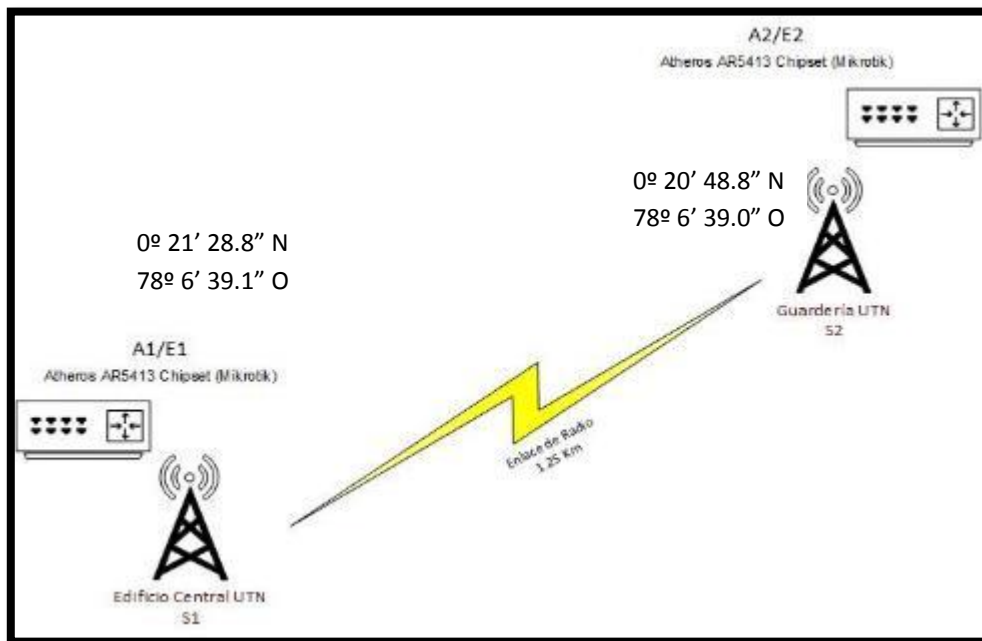 A2/E2
Atheros AR5413 Chipset (Mikrotik)
0º 20’ 48.8” N
78º 6’ 39.0” O
Guardería UTN
S2
0º 21’ 28.8” N
78º 6’ 39.1” O
A1/E1
Atheros AR5413 Chipset (Mikrotik)
Enlace de Radio
1.25 Km
Edificio Central UTN
S1